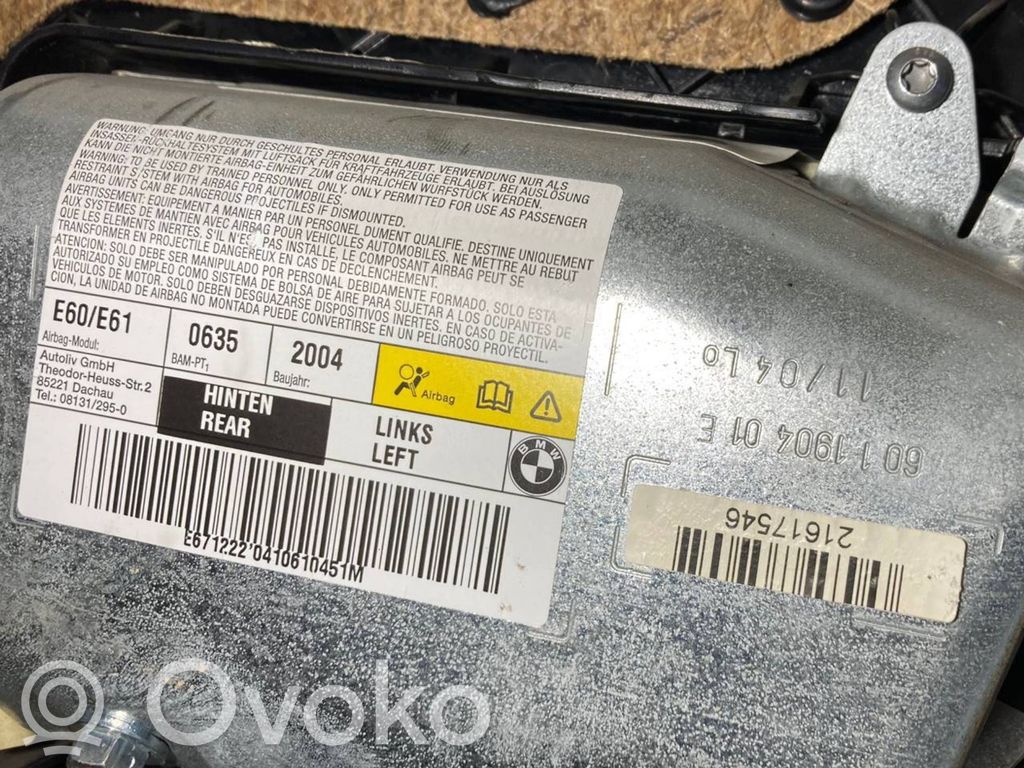 WARNUNG: UMGANG NUR DURCH GESCHULTES PERSONAL ERLAUBT. VERWENDUNG NUR ALS
INSASSEN-RÜCKHALTESYSTEM MIT LUFTSACK FÜR KRAFTFAHRZEUGE ERLAUBT. BEI AUSLÖSUNG
KANN DIE NICHT MONTIERTE AIRBAG-EINHEIT ZUM GEFÄHRLICHEN WURFSTÜCK WERDEN.
WARNING: TO BE USED BY TRAINED PERSONNEL ONLY. ONLY PERMITTED FOR USE AS PASSENGER
RESTRAINT SYSTEM WITH AIRBAG FOR AUTOMOBILES.
AIRBAG UNITS CAN BE DANGEROUS PROJECTILES IF DISMOUNTED.
AVERTISSEMENT: EQUIPEMENT A MANIER PAR UN PERSONEL DUMENT QUALIFIE. DESTINE UNIQUEMENT
AUX SYSTEMES DE MANTIEN AVEC AIRBAG POUR VEHICULES AUTOMOBILES. NE METTRE AU REBUT
QUE LES ELEMENTS INERTES. S'IL N'EST PAS INSTALLE, LE COMPOSANT AIRBAG PEUT SE
TRANSFORMER EN PROJECTILE DANGEREUX EN CAS DE DECLENCHEMENT.
ATENCION: SOLO DEBE SER MANIPULADO POR PERSONAL DEBIDAMENTE FORMADO. SOLO ESTA
AUTORIZADO SU EMPLEO COMO SISTEMA DE BOLSA DE AIRE PARA SUJETAR A LOS OCUPANTES DE
VEHICULOS DE MOTOR. SOLO DEBEN DESGUAZARSE DISPOSITIVOS INERTES. EN CASO DE ACTIVA-
CION, LA UNIDAD DE AIRBAG NO MONTADA PUEDE CONVERTIRSE EN UN PELIGROSO PROYECTIL.
E60/E61 0635 2004
Airbag-Modul: BAM-PT1 Baujahr:
Airbag
Autoliv GmbH
Theodor-Heuss-Str.2
85221 Dachau
Tel.: 08131/295-0
HINTEN
REAR
LINKS
LEFT
BMW
E671222 0410610451M
11/04 Lo
60 1 1904 01 E
21617546
Ovoko